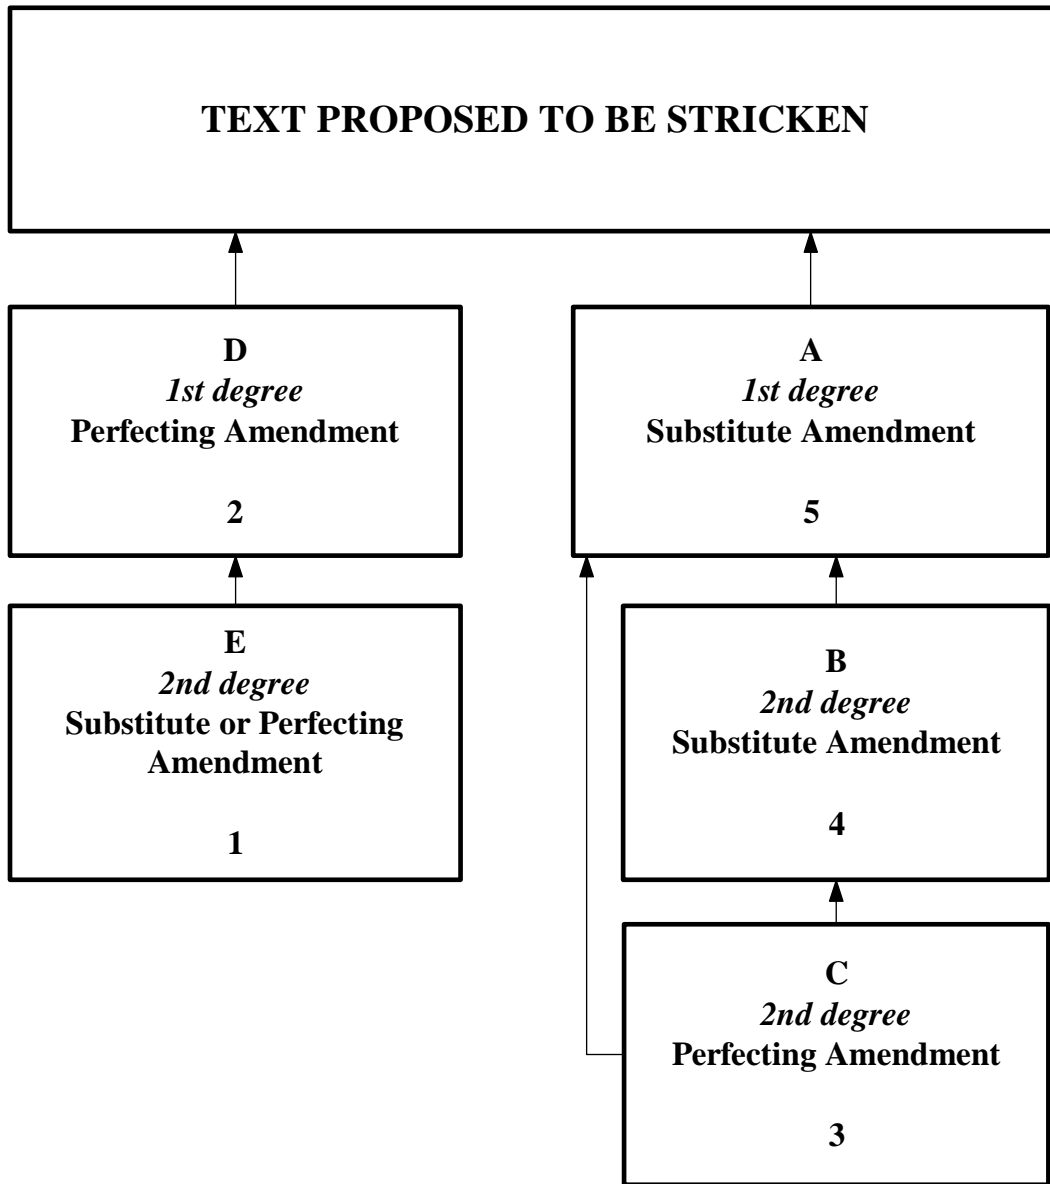 TEXT PROPOSED TO BE STRICKEN
D
1st degree
Perfecting Amendment
2
A
1st degree
Substitute Amendment
5
E
2nd degree
Substitute or Perfecting
Amendment
1
B
2nd degree
Substitute Amendment
4
C
2nd degree
Perfecting Amendment
3